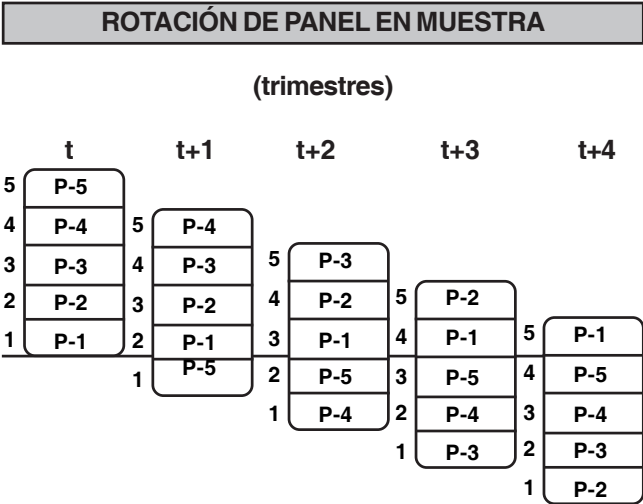 ROTACIÓN DE PANEL EN MUESTRA
(trimestres)
t t+1 t+2 t+3 t+4
5 P-5
4 P-4 5 P-4
3 P-3 4 P-3 5 P-3
2 P-2 3 P-2 4 P-2 5 P-2
1 P-1 2 P-1 3 P-1 4 P-1 5 P-1
1 P-5 2 P-5 3 P-5 4 P-5
1 P-4 2 P-4 3 P-4
1 P-3 2 P-3
1 P-2